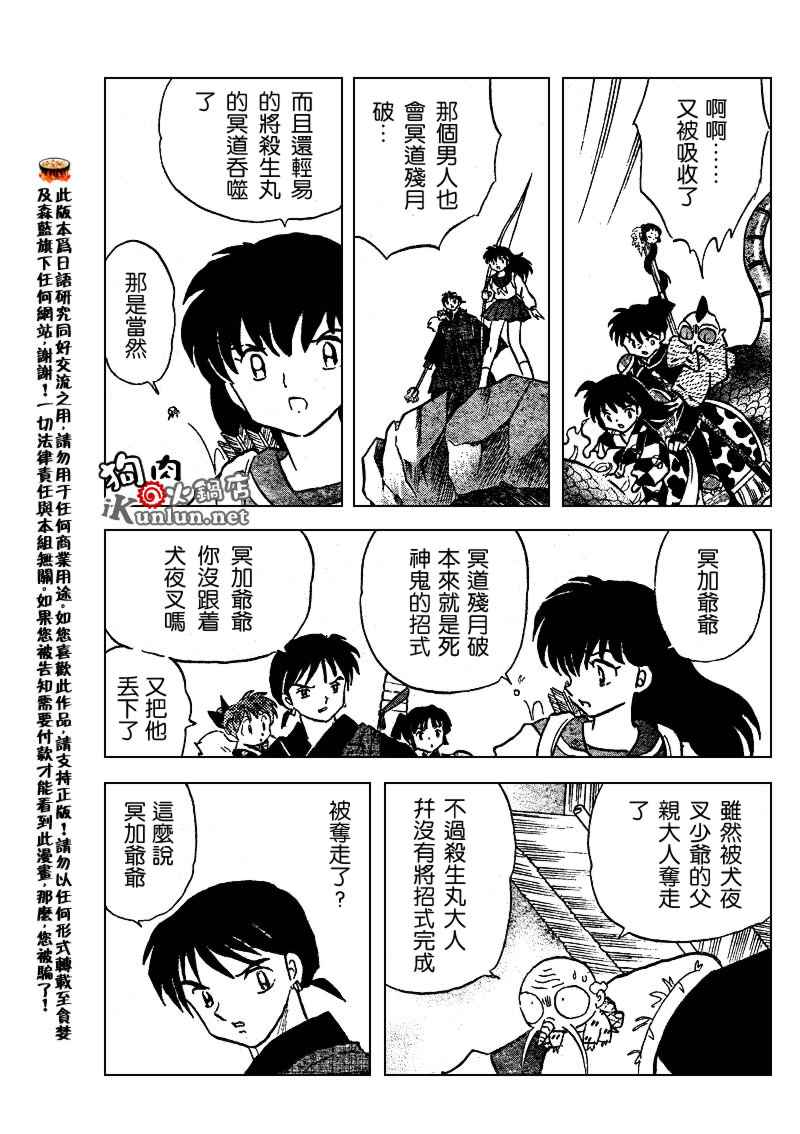 啊啊……
又被吸收了
那個男人也
會冥道殘月
破…
而且還輕易
的將殺生丸
的冥道吞噬
了
那是當然
狗肉
火鍋店
iKunlun.net
冥加爺爺
冥道殘月破
本來就是死
神鬼的招式
冥加爺爺
你沒跟着
犬夜叉嗎
又把他
丟下了
雖然被犬夜
叉少爺的父
親大人奪走
了
不過殺生丸大人
并沒有將招式完成
被奪走了?
這麼說
冥加爺爺
此版本爲日語研究同好交流之用,請勿用于任何商業用途。如您喜歡此作品,請支持正版!請勿以任何形式轉載至貪婪
及森藍旗下任何網站,謝謝!一切法律責任與本組無關。如果您被告知需要付款才能看到此漫畫,那麼,您被騙了!